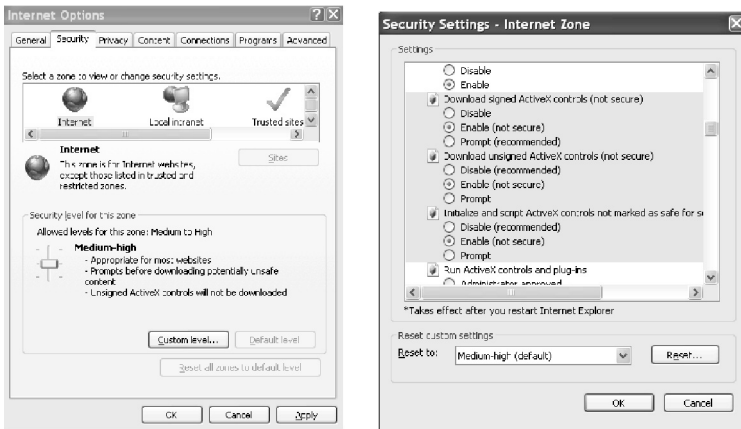 Internet Options
General Security Privacy Content Connections Programs Advanced
Select a zone to view or change security settings.
Internet Local intranet Trusted sites
Internet
This zone is for Internet websites,
except those listed in trusted and
restricted zones.
Sites
Security level for this zone
Allowed levels for this zone: Medium to High
Medium-high
- Appropriate for most websites
- Prompts before downloading potentially unsafe
content
- Unsigned ActiveX controls will not be downloaded
Custom level... Default level
Reset all zones to default level
OK Cancel Apply
Security Settings - Internet Zone
Settings
Disable
Enable
Download signed ActiveX controls (not secure)
Disable
Enable (not secure)
Prompt (recommended)
Download unsigned ActiveX controls (not secure)
Disable (recommended)
Enable (not secure)
Prompt
Initialize and script ActiveX controls not marked as safe for s
Disable (recommended)
Enable (not secure)
Prompt
Run ActiveX controls and plug-ins
Administrator approved
*Takes effect after you restart Internet Explorer
Reset custom settings
Reset to: Medium-high (default) Reset...
OK Cancel